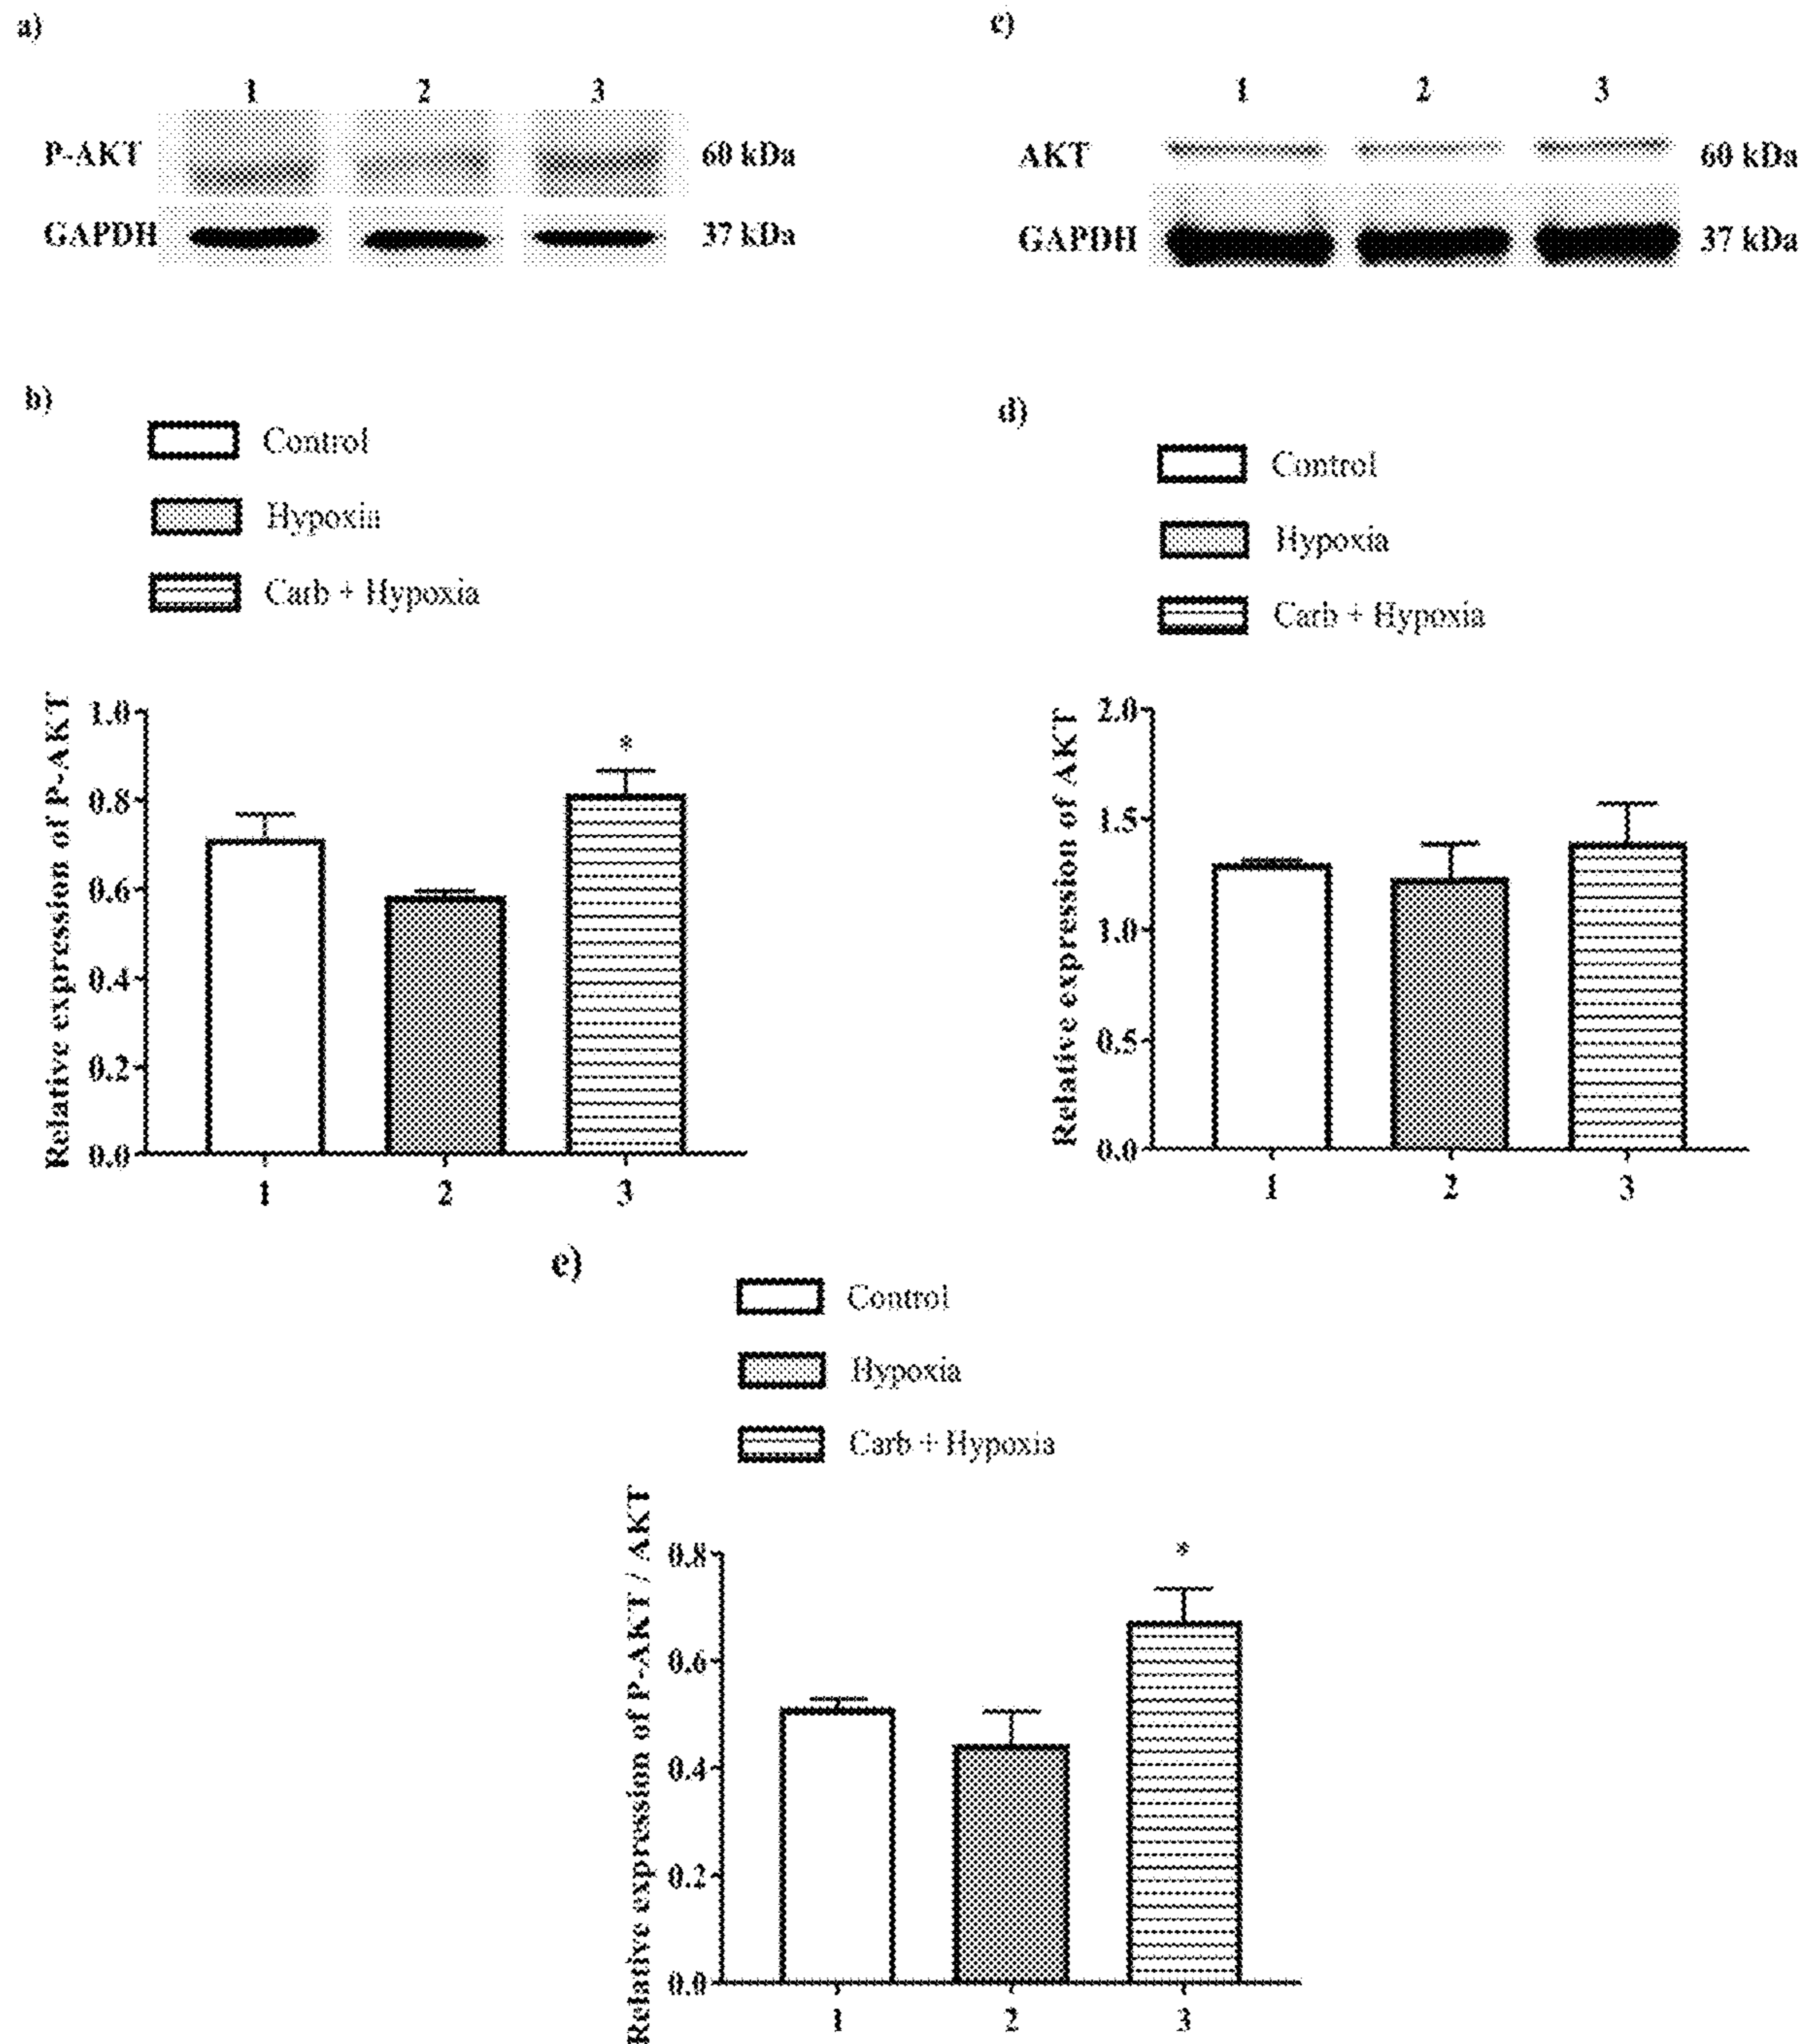 a)
1 2 3
P-AKT 60 kDa
GAPDH 37 kDa
c)
1 2 3
AKT 60 kDa
GAPDH 37 kDa
b)
Control
Hypoxia
Carb + Hypoxia
Relative expression of P-AKT
1.0
0.8
0.6
0.4
0.2
0.0
*
1 2 3
d)
Control
Hypoxia
Carb + Hypoxia
Relative expression of AKT
2.0
1.5
1.0
0.5
0.0
1 2 3
e)
Control
Hypoxia
Carb + Hypoxia
Relative expression of P-AKT / AKT
0.8
0.6
0.4
0.2
0.0
*
1 2 3